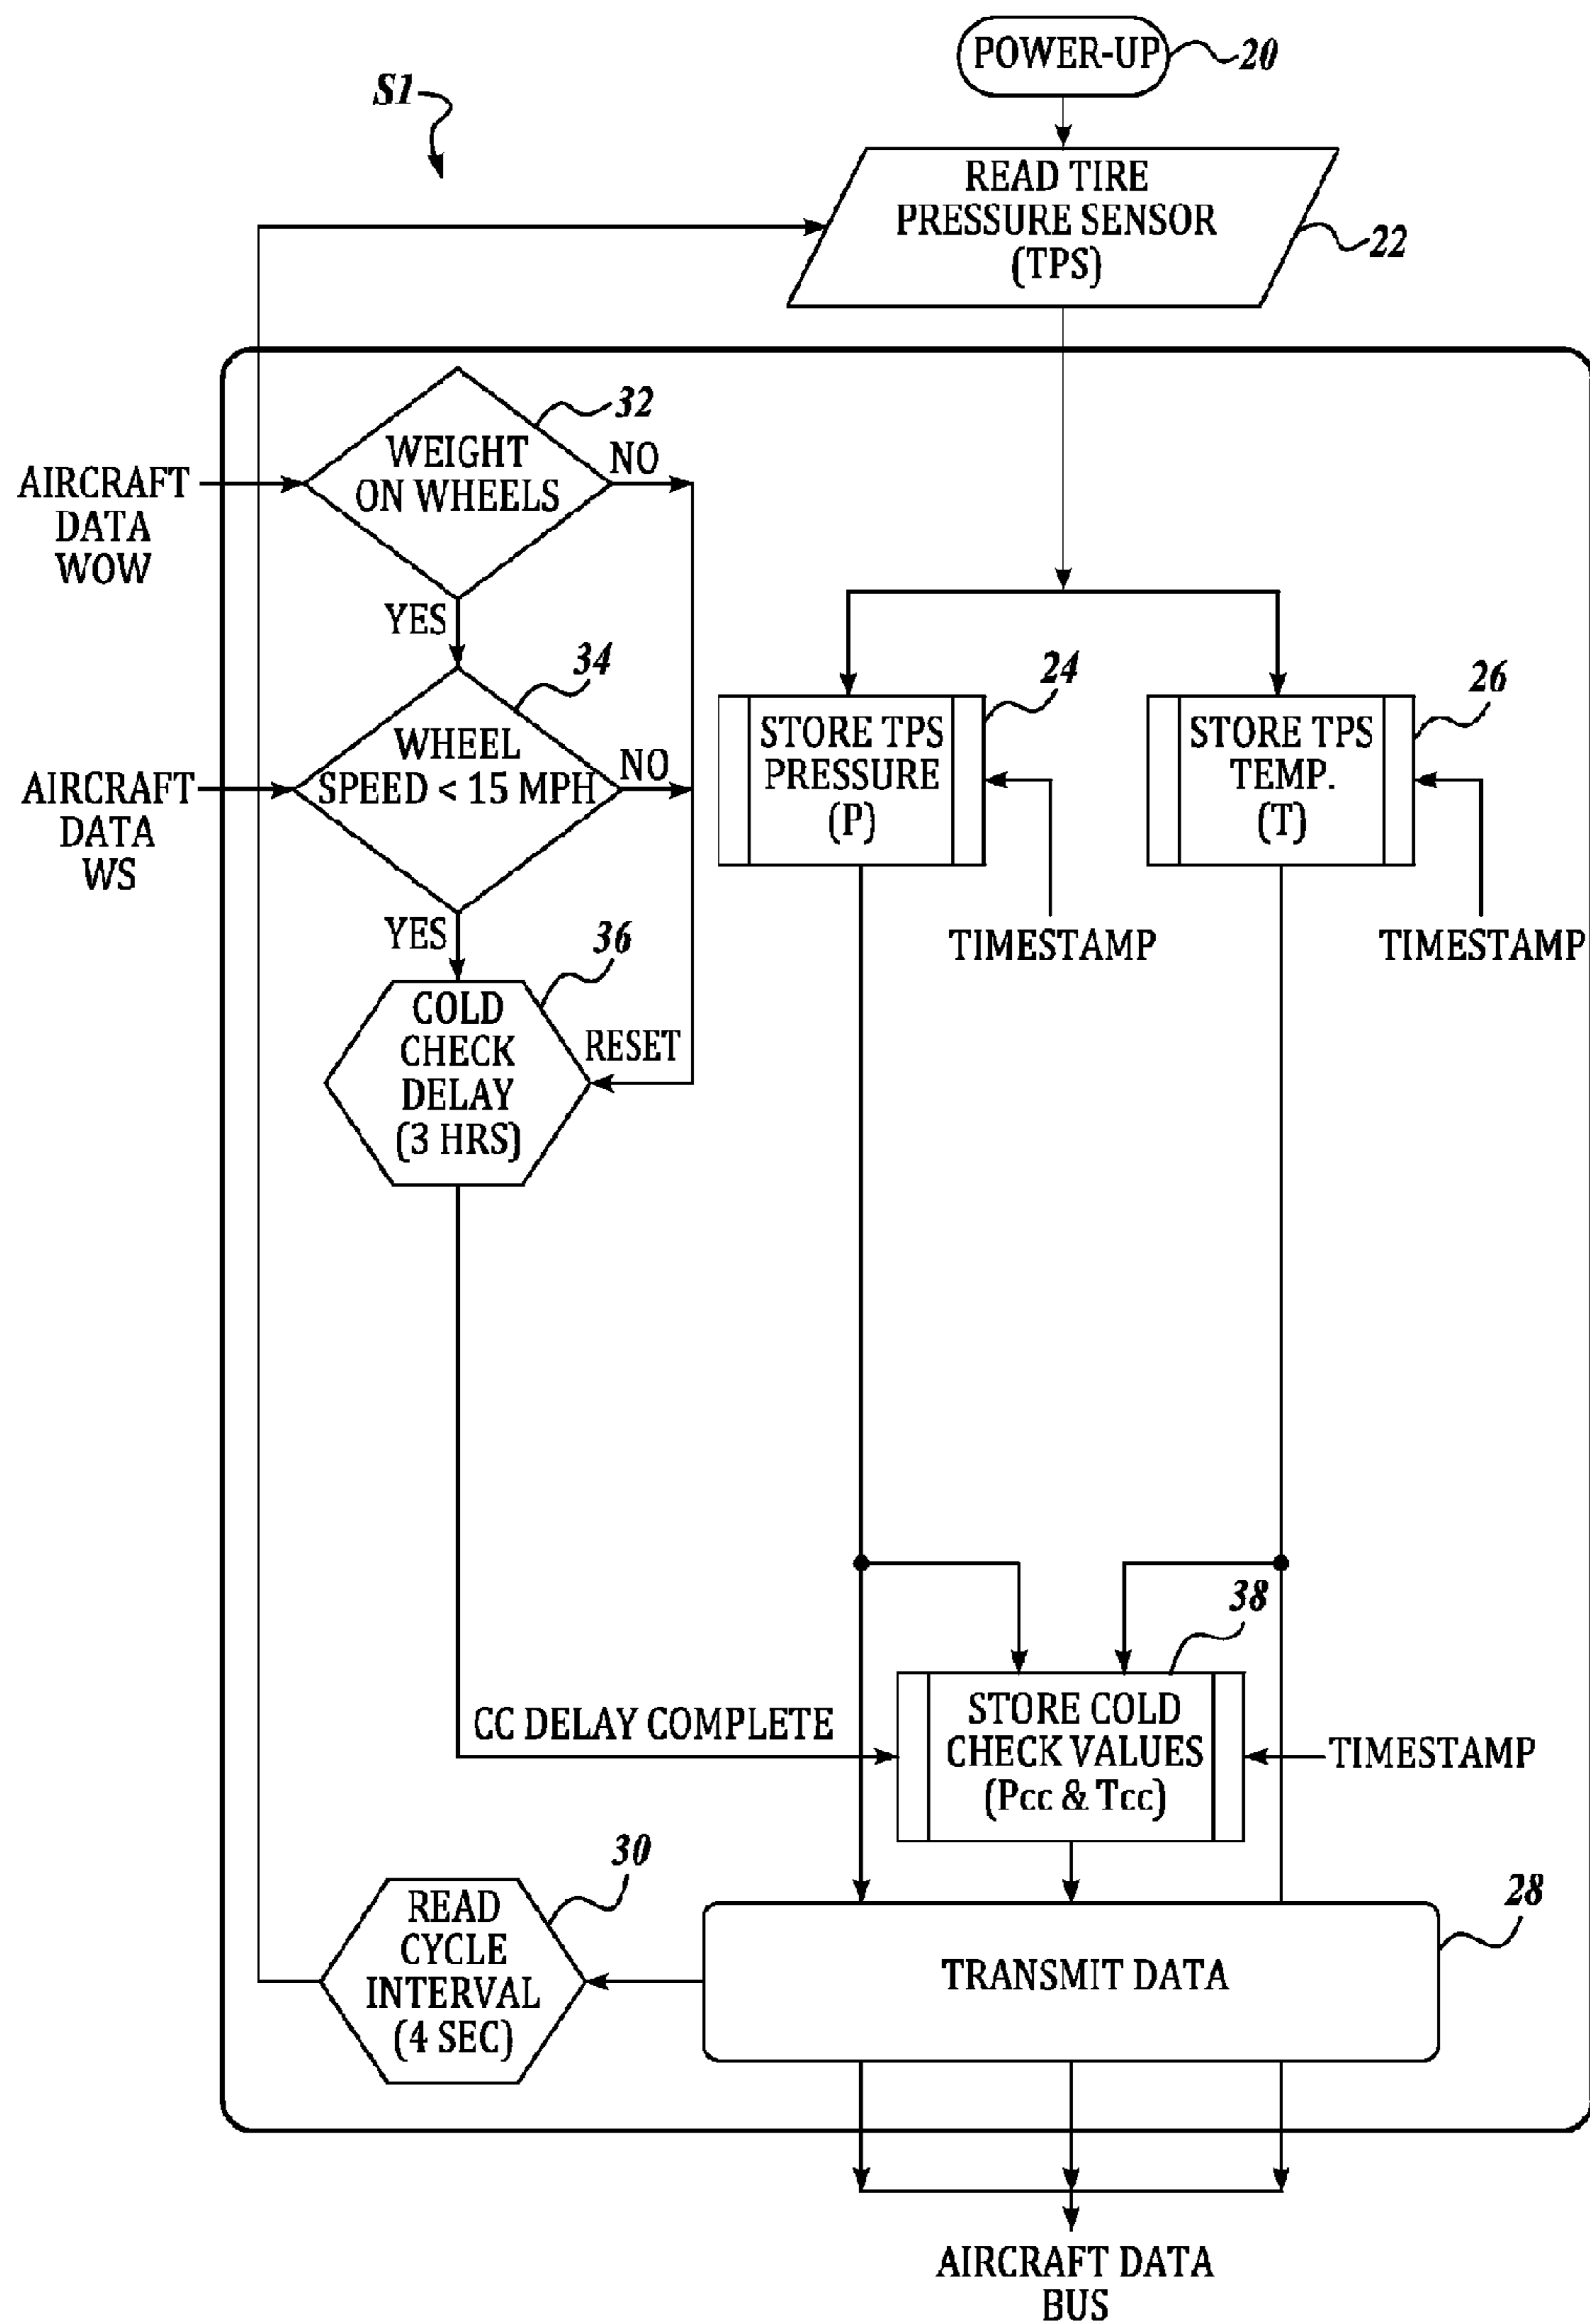 POWER-UP
20
S1
READ TIRE
PRESSURE SENSOR
(TPS)
22
32
WEIGHT
ON WHEELS
NO
AIRCRAFT
DATA
WOW
YES
34
24
26
WHEEL
SPEED < 15 MPH
NO
AIRCRAFT
DATA
WS
STORE TPS
PRESSURE
(P)
STORE TPS
TEMP.
(T)
YES
36
TIMESTAMP
TIMESTAMP
COLD
CHECK
DELAY
(3 HRS)
RESET
38
CC DELAY COMPLETE
STORE COLD
CHECK VALUES
(Pcc & Tcc)
TIMESTAMP
30
READ
CYCLE
INTERVAL
(4 SEC)
28
TRANSMIT DATA
AIRCRAFT DATA
BUS